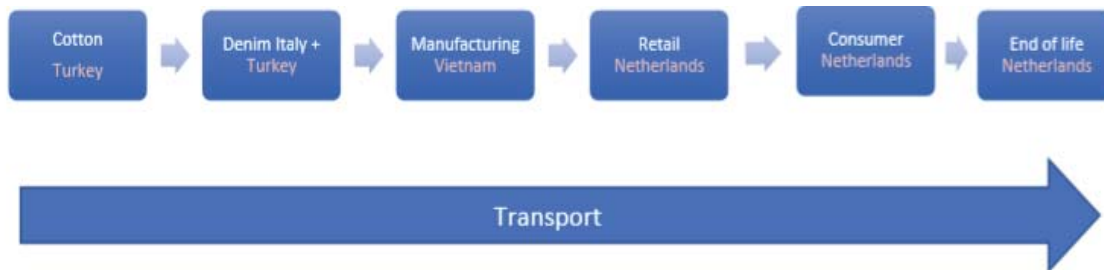 Cotton
Turkey
Denim Italy +
Turkey
Manufacturing
Vietnam
Retail
Netherlands
Consumer
Netherlands
End of life
Netherlands
Transport